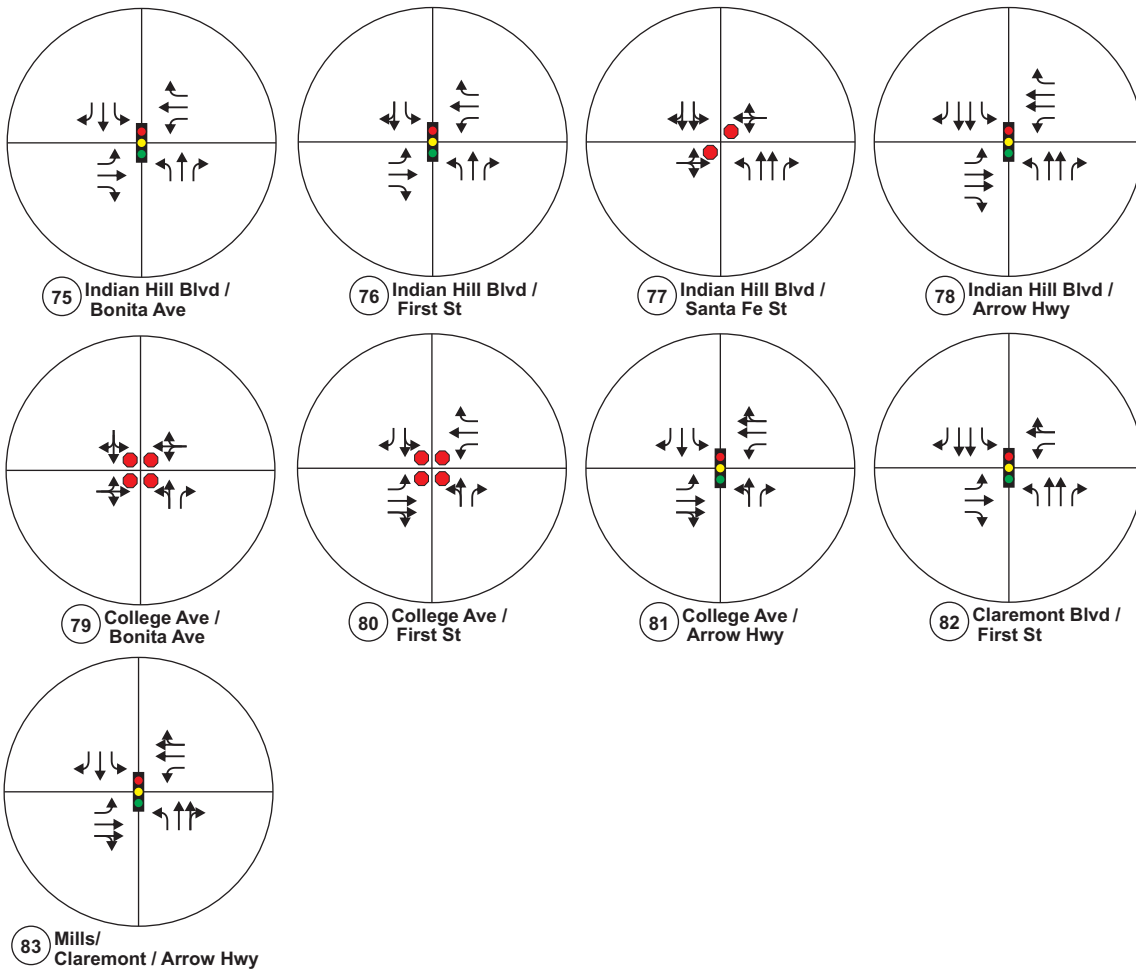 75 Indian Hill Blvd /
Bonita Ave
76 Indian Hill Blvd /
First St
77 Indian Hill Blvd /
Santa Fe St
78 Indian Hill Blvd /
Arrow Hwy
79 College Ave /
Bonita Ave
80 College Ave /
First St
81 College Ave /
Arrow Hwy
82 Claremont Blvd /
First St
83 Mills/
Claremont / Arrow Hwy